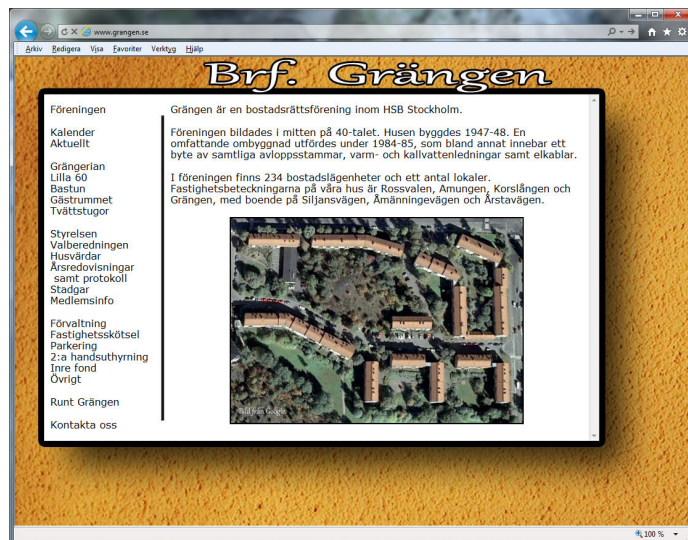 www.grangen.se
Arkiv Redigera Visa Favoriter Verktyg Hjälp
Brf. Grängen
Föreningen
Kalender
Aktuellt
Grängerian
Lilla 60
Bastun
Gästrummet
Tvättstugor
Styrelsen
Valberedningen
Husvärdar
Årsredovisningar
samt protokoll
Stadgar
Medlemsinfo
Förvaltning
Fastighetsskötsel
Parkering
2:a handsuthyrning
Inre fond
Övrigt
Runt Grängen
Kontakta oss
Grängen är en bostadsrättsförening inom HSB Stockholm.
Föreningen bildades i mitten på 40-talet. Husen byggdes 1947-48. En
omfattande ombyggnad utfördes under 1984-85, som bland annat innebar ett
byte av samtliga avloppsstammar, varm- och kallvattenledningar samt elkablar.
I föreningen finns 234 bostadslägenheter och ett antal lokaler.
Fastighetsbeteckningarna på våra hus är Rossvalen, Amungen, Korslången och
Grängen, med boende på Siljansvägen, Åmänningevägen och Årstavägen.
Bild från Google
100 %